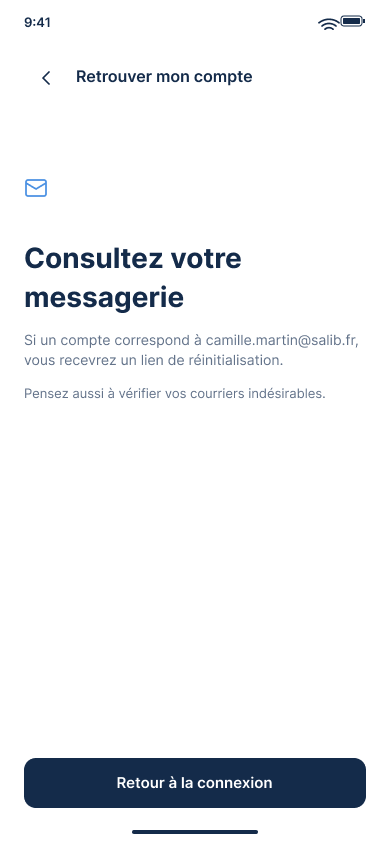 9:41
Retrouver mon compte
Consultez votre
messagerie
Si un compte correspond à camille.martin@salib.fr,
vous recevrez un lien de réinitialisation.
Pensez aussi à vérifier vos courriers indésirables.
Retour à la connexion